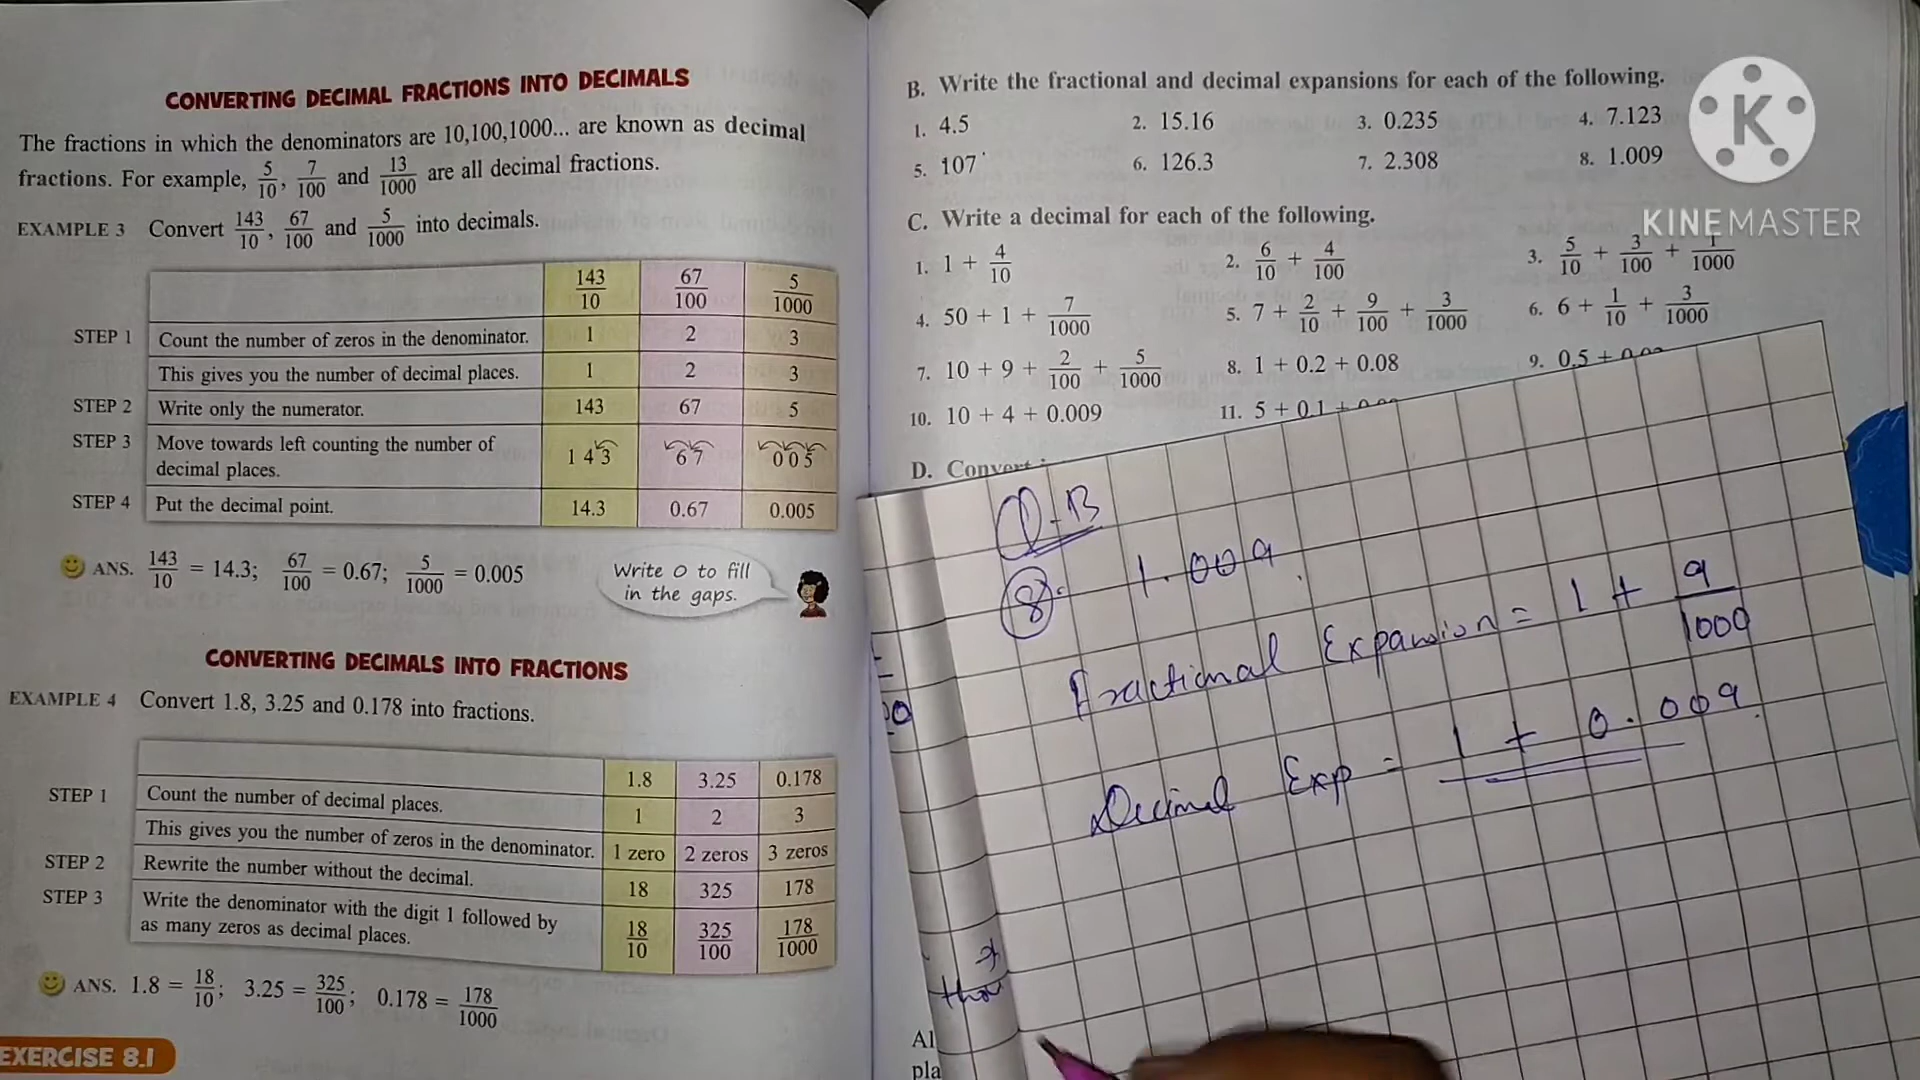 CONVERTING DECIMAL FRACTIONS INTO DECIMALS
The fractions in which the denominators are 10,100,1000... are known as decimal
fractions. For example, 5/10, 7/100 and 13/1000 are all decimal fractions.
EXAMPLE 3 Convert 143/10, 67/100 and 5/1000 into decimals.
143/10 67/100 5/1000
STEP 1 Count the number of zeros in the denominator. 1 2 3
This gives you the number of decimal places. 1 2 3
STEP 2 Write only the numerator. 143 67 5
STEP 3 Move towards left counting the number of
decimal places. 1 4 3 6 7 0 0 5
STEP 4 Put the decimal point. 14.3 0.67 0.005
ANS. 143/10 = 14.3; 67/100 = 0.67; 5/1000 = 0.005
Write 0 to fill
in the gaps.
CONVERTING DECIMALS INTO FRACTIONS
EXAMPLE 4 Convert 1.8, 3.25 and 0.178 into fractions.
1.8 3.25 0.178
STEP 1 Count the number of decimal places. 1 2 3
This gives you the number of zeros in the denominator. 1 zero 2 zeros 3 zeros
STEP 2 Rewrite the number without the decimal. 18 325 178
STEP 3 Write the denominator with the digit 1 followed by
as many zeros as decimal places. 18/10 325/100 178/1000
ANS. 1.8 = 18/10; 3.25 = 325/100; 0.178 = 178/1000
EXERCISE 8.1
B. Write the fractional and decimal expansions for each of the following.
1. 4.5 2. 15.16 3. 0.235 4. 7.123
5. 107 6. 126.3 7. 2.308 8. 1.009
C. Write a decimal for each of the following.
1. 1 + 4/10 2. 6/10 + 4/100 3. 5/10 + 3/100 + 1/1000
4. 50 + 1 + 7/1000 5. 7 + 2/10 + 9/100 + 3/1000 6. 6 + 1/10 + 3/1000
7. 10 + 9 + 2/100 + 5/1000 8. 1 + 0.2 + 0.08 9. 0.5 +
10. 10 + 4 + 0.009 11. 5 + 0.1 +
D. Convert
K
KINEMASTER
Q-B
8. 1.009
Fractional Expansion = 1 + 9/1000
Decimal Exp = 1 + 0.009
thou
Al
pla